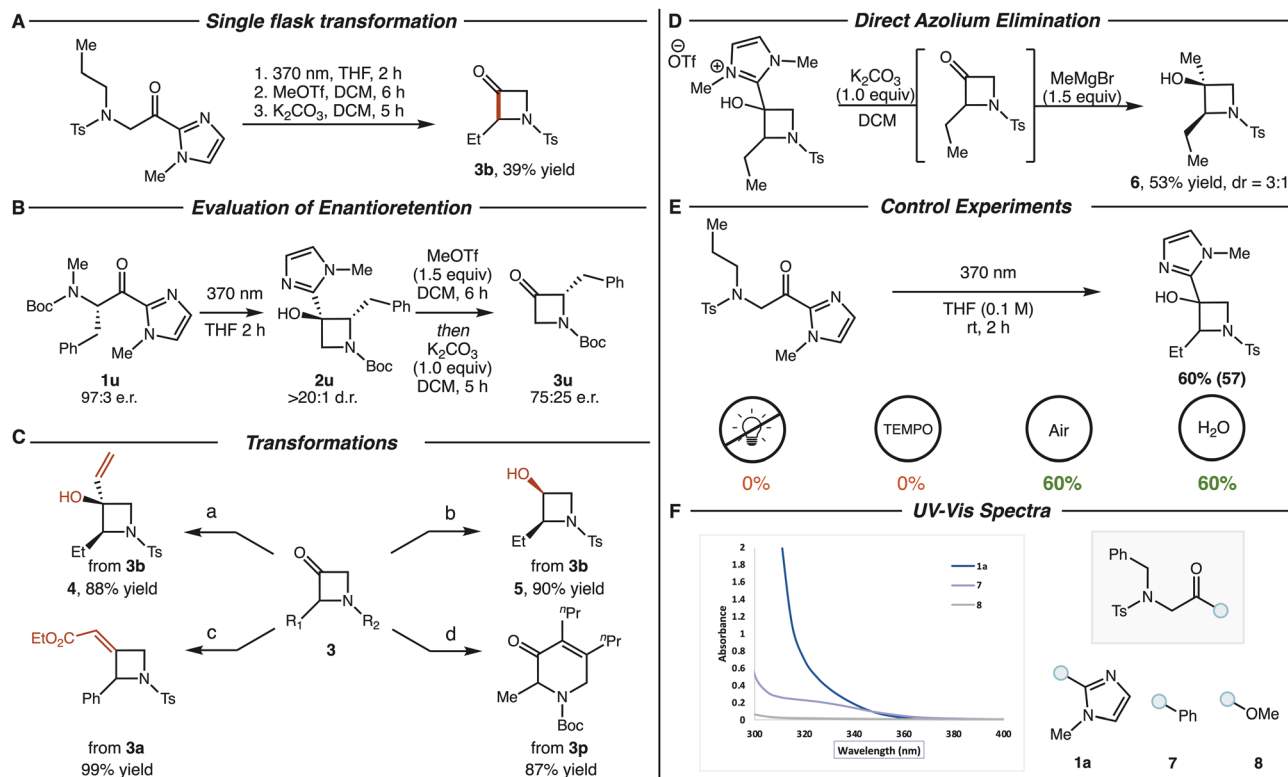 A
Single flask transformation
Me
N
Ts
O
N
N
Me
1. 370 nm, THF, 2 h
2. MeOTf, DCM, 6 h
3. K2CO3, DCM, 5 h
O
N
Et
Ts
3b, 39% yield
B
Evaluation of Enantioretention
Me
N
Boc
O
N
N
Me
Ph
1u
97:3 e.r.
370 nm
THF 2 h
N
N
Me
HO
Ph
N
Boc
2u
>20:1 d.r.
MeOTf
(1.5 equiv)
DCM, 6 h
then
K2CO3
(1.0 equiv)
DCM, 5 h
O
Ph
N
Boc
3u
75:25 e.r.
C
Transformations
HO
N
Et
Ts
from 3b
4, 88% yield
a
b
HO
N
Et
Ts
from 3b
5, 90% yield
O
N
R1
R2
3
c
d
EtO2C
N
Ph
Ts
from 3a
99% yield
nPr
O
nPr
Me
N
Boc
from 3p
87% yield
D
Direct Azolium Elimination
⊖
OTf
N
⊕
N
Me
Me
HO
N
Ts
Me
K2CO3
(1.0 equiv)
DCM
O
N
Ts
Me
MeMgBr
(1.5 equiv)
Me
HO
N
Ts
Me
6, 53% yield, dr = 3:1
E
Control Experiments
Me
Ts
N
O
N
N
Me
370 nm
THF (0.1 M)
rt, 2 h
N
N
Me
HO
N
Et
Ts
60% (57)
TEMPO
Air
H2O
0%
0%
60%
60%
F
UV-Vis Spectra
Absorbance
2
1.8
1.6
1.4
1.2
1
0.8
0.6
0.4
0.2
0
300
320
340
360
380
400
Wavelength (nm)
1a
7
8
Ph
O
Ts
N
N
N
Me
1a
Ph
7
OMe
8